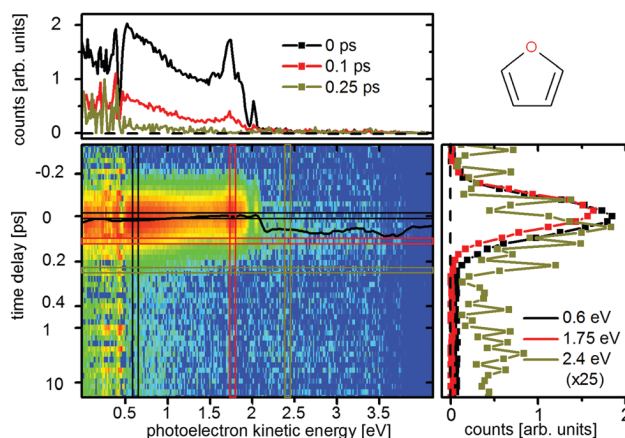 counts [arb. units]
2
1
0
0 ps
0.1 ps
0.25 ps
O
time delay [ps]
-0.2
0
0.2
0.4
1
10
0.5 1.0 1.5 2.0 2.5 3.0 3.5
photoelectron kinetic energy [eV]
0.6 eV
1.75 eV
2.4 eV
(x25)
0 1 2
counts [arb. units]